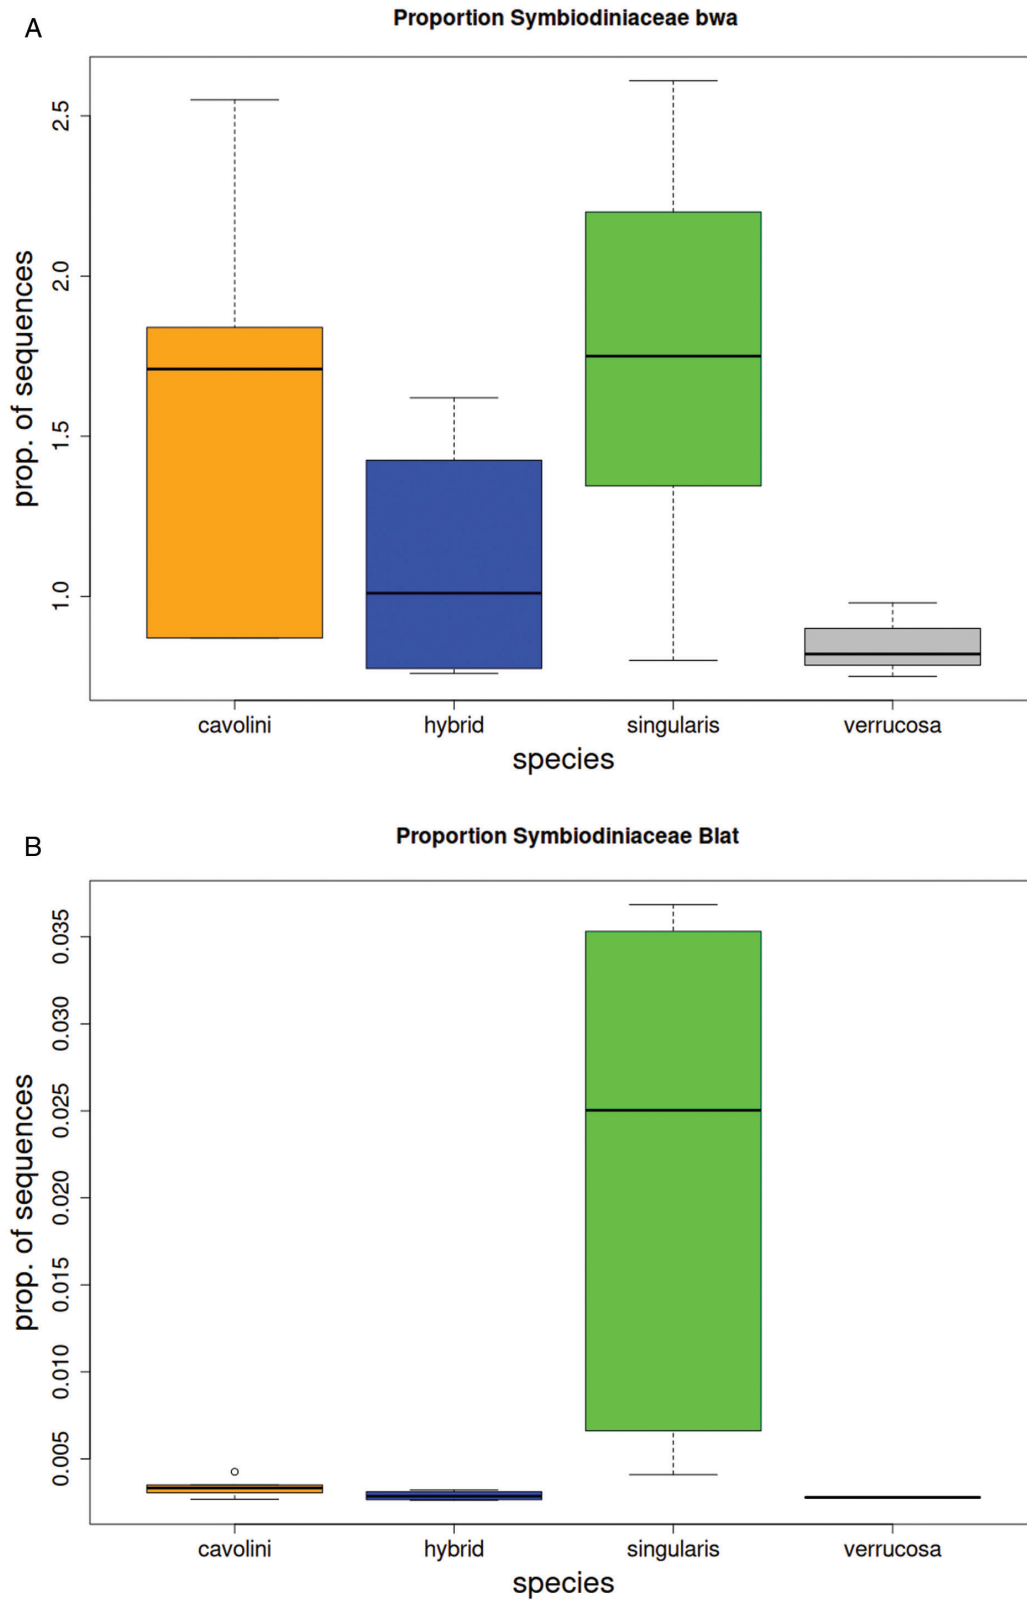 A
Proportion Symbiodiniaceae bwa
prop. of sequences
2.5
2.0
1.5
1.0
cavolini hybrid singularis verrucosa
species
B
Proportion Symbiodiniaceae Blat
prop. of sequences
0.035
0.030
0.025
0.020
0.015
0.010
0.005
cavolini hybrid singularis verrucosa
species